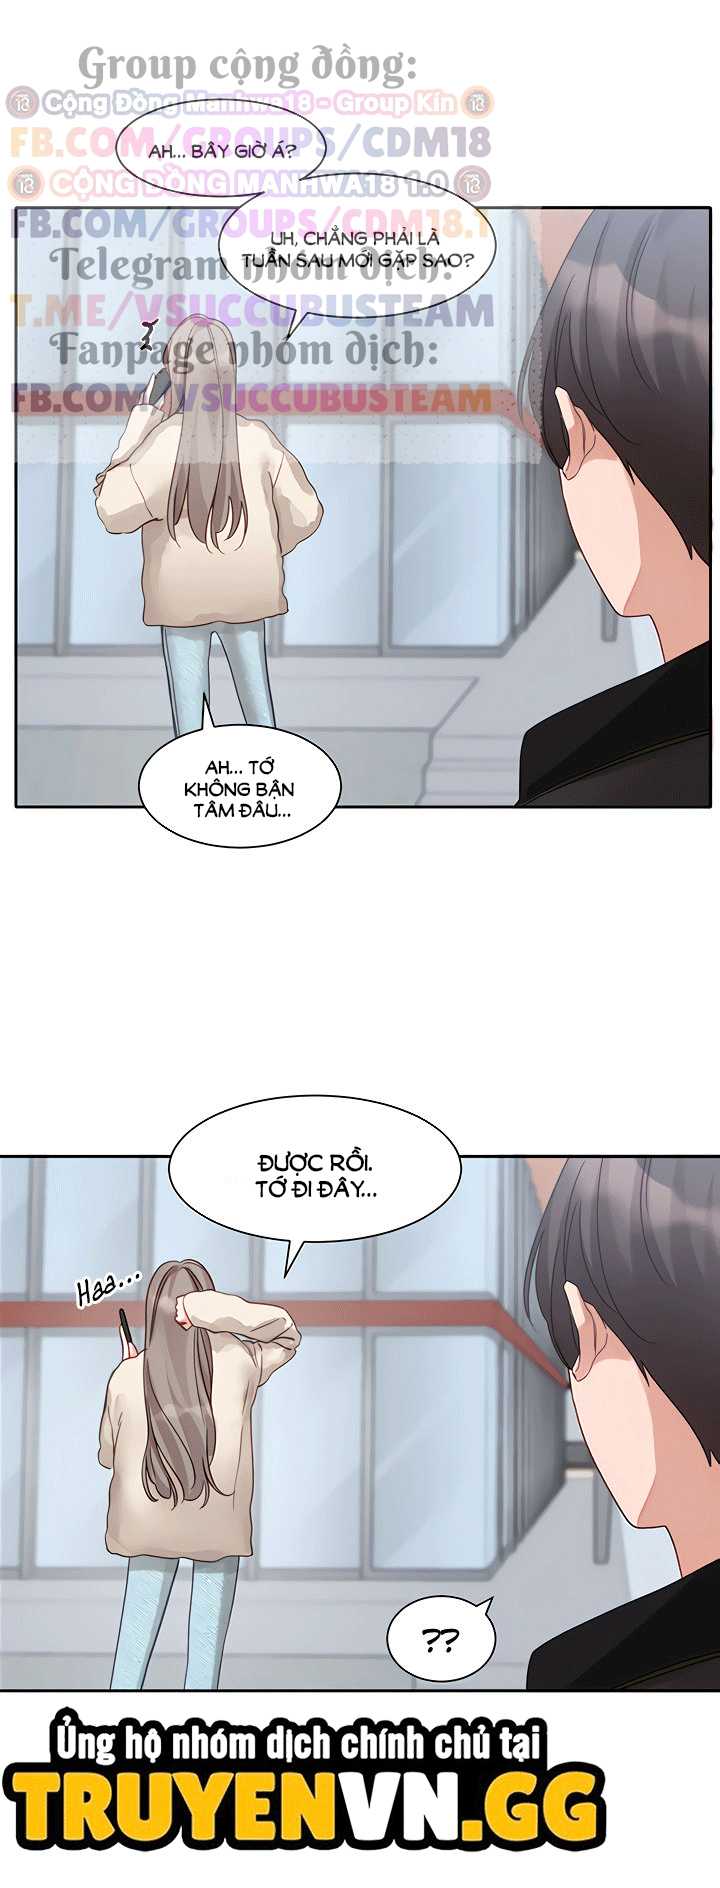 Group cộng đồng:
🔞 Cộng Đồng Manhwa18 - Group Kín 🔞
FB.COM/GROUPS/CDM18
AH... BÂY GIỜ Á?
🔞 CỘNG ĐỒNG MANHWA18 1.0 🔞
FB.COM/GROUPS/CDM18.1
UH, CHẲNG PHẢI LÀ
TUẦN SAU MỚI GẶP SAO?
Telegram nhóm dịch:
T.ME/VSUCCUBUSTEAM
Fanpage nhóm dịch:
FB.COM/VSUCCUBUSTEAM
AH... TỚ
KHÔNG BẬN
TÂM ĐÂU...
ĐƯỢC RỒI.
TỚ ĐI ĐÂY...
Haa...
??
Ủng hộ nhóm dịch chính chủ tại
TRUYENVN.GG